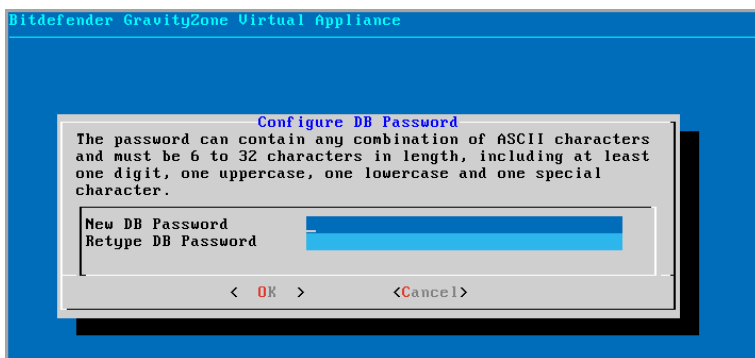 Bitdefender GravityZone Virtual Appliance
Configure DB Password
The password can contain any combination of ASCII characters
and must be 6 to 32 characters in length, including at least
one digit, one uppercase, one lowercase and one special
character.
New DB Password
Retype DB Password
< OK > <Cancel>